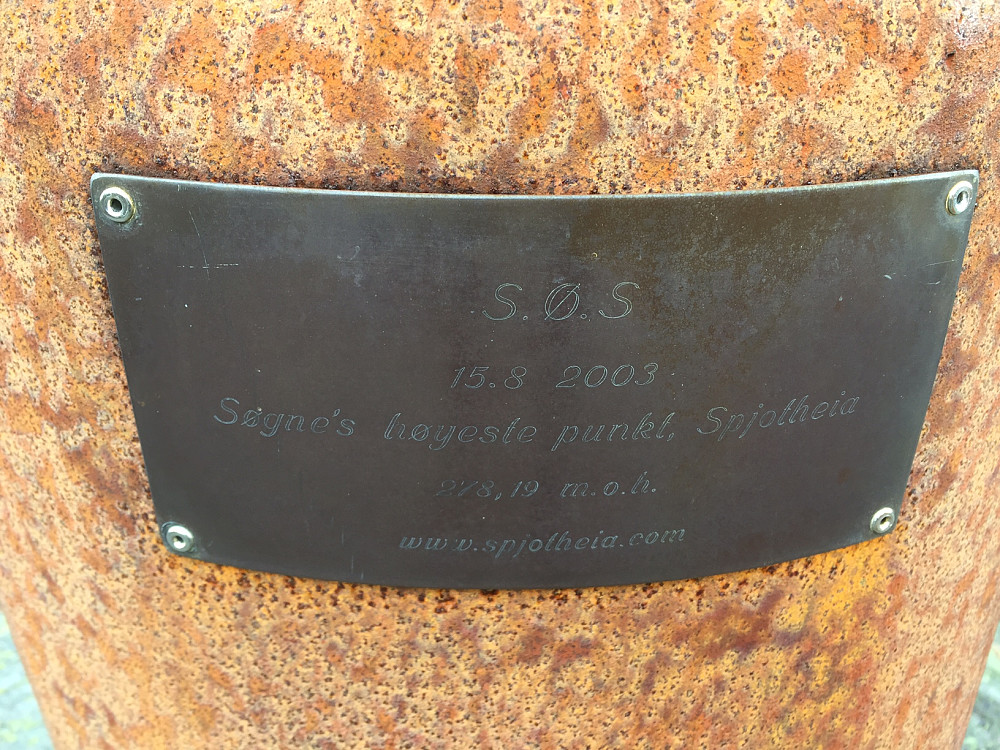 S.Ø.S
15.8 2003
Søgne's høyeste punkt, Spjotheia
278,19 m.o.h.
www.spjotheia.com